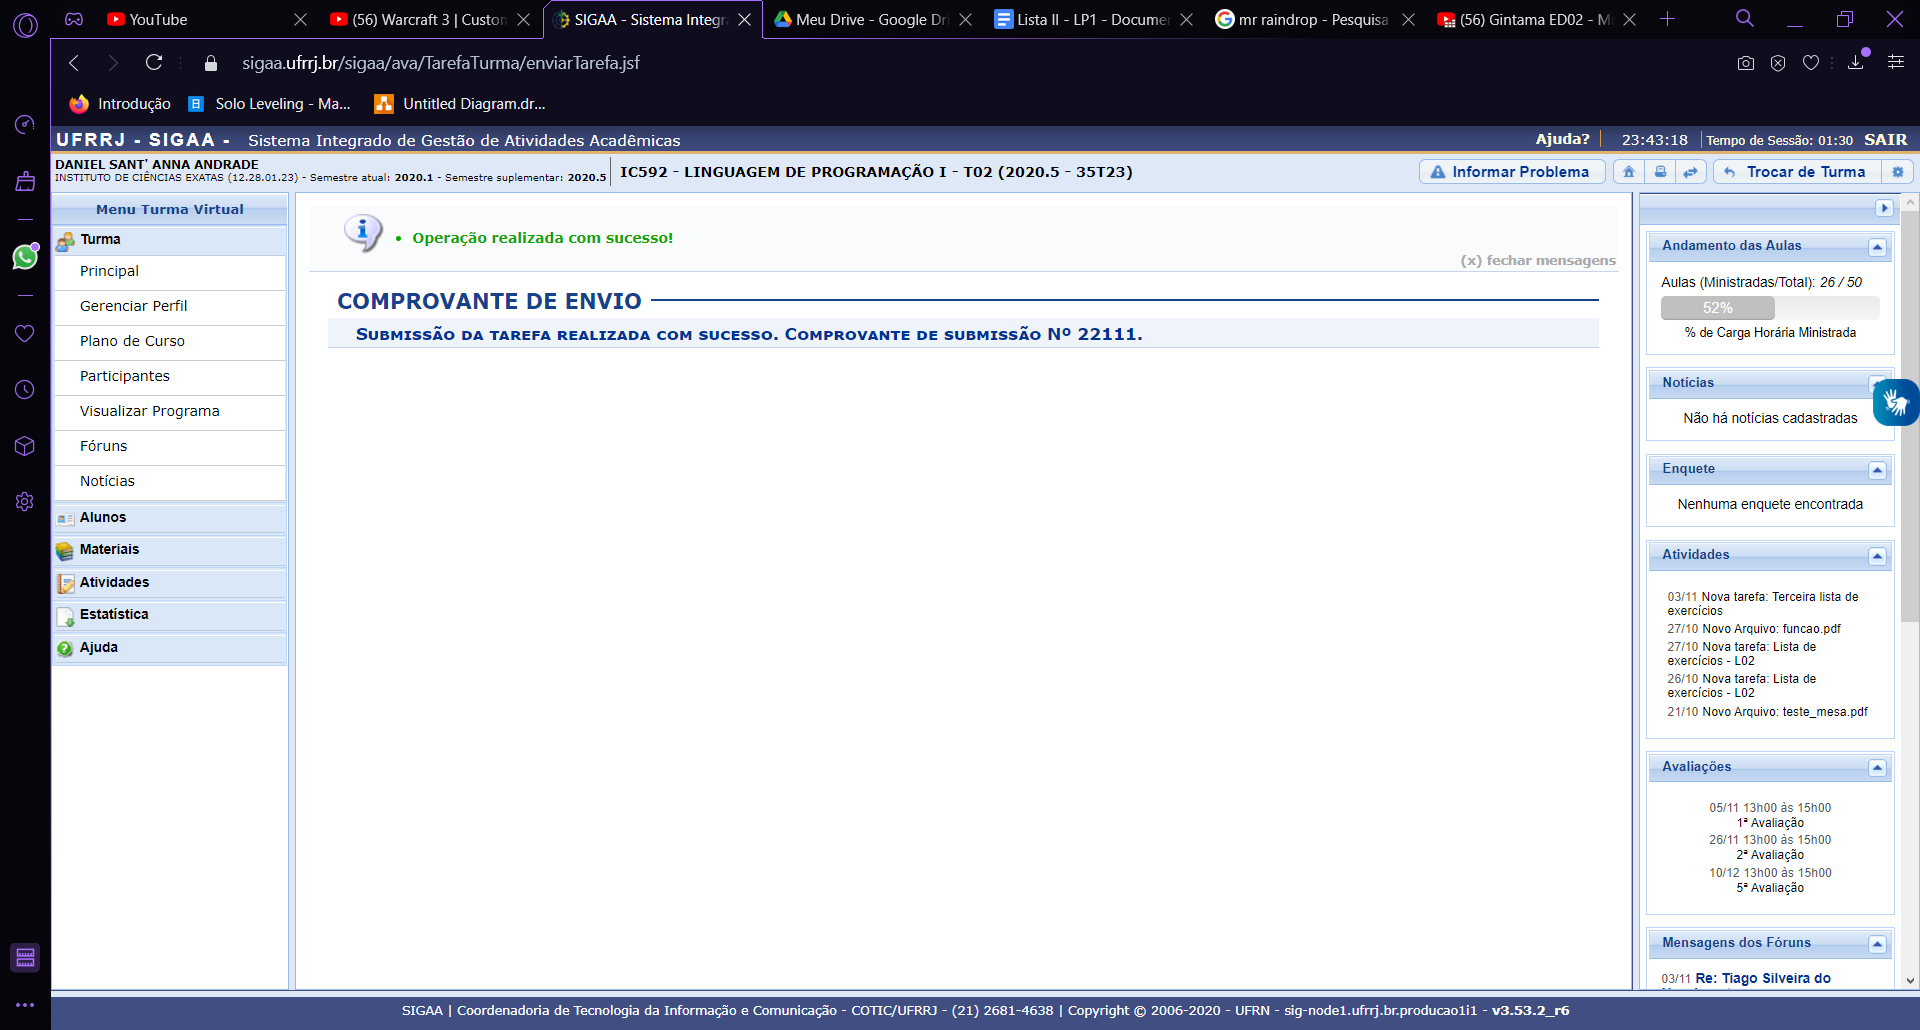 YouTube
(56) Warcraft 3 | Custom
SIGAA - Sistema Integra
Meu Drive - Google Dri
Lista II - LP1 - Documen
mr raindrop - Pesquisa
(56) Gintama ED02 - M
sigaa.ufrrj.br/sigaa/ava/TarefaTurma/enviarTarefa.jsf
Introdução
Solo Leveling - Ma...
Untitled Diagram.dr...
UFRRJ - SIGAA - Sistema Integrado de Gestão de Atividades Acadêmicas
Ajuda? 23:43:18 Tempo de Sessão: 01:30 SAIR
DANIEL SANT' ANNA ANDRADE
INSTITUTO DE CIÊNCIAS EXATAS (12.28.01.23) - Semestre atual: 2020.1 - Semestre suplementar: 2020.5
IC592 - LINGUAGEM DE PROGRAMAÇÃO I - T02 (2020.5 - 35T23)
Informar Problema
Trocar de Turma
Menu Turma Virtual
Turma
Principal
Gerenciar Perfil
Plano de Curso
Participantes
Visualizar Programa
Fóruns
Notícias
Alunos
Materiais
Atividades
Estatística
Ajuda
Operação realizada com sucesso!
(x) fechar mensagens
COMPROVANTE DE ENVIO
Submissão da tarefa realizada com sucesso. Comprovante de submissão Nº 22111.
Andamento das Aulas
Aulas (Ministradas/Total): 26 / 50
52%
% de Carga Horária Ministrada
Notícias
Não há notícias cadastradas
Enquete
Nenhuma enquete encontrada
Atividades
03/11 Nova tarefa: Terceira lista de
exercícios
27/10 Novo Arquivo: funcao.pdf
27/10 Nova tarefa: Lista de
exercícios - L02
26/10 Nova tarefa: Lista de
exercícios - L02
21/10 Novo Arquivo: teste_mesa.pdf
Avaliações
05/11 13h00 às 15h00
1ª Avaliação
26/11 13h00 às 15h00
2ª Avaliação
10/12 13h00 às 15h00
5ª Avaliação
Mensagens dos Fóruns
03/11 Re: Tiago Silveira do
SIGAA | Coordenadoria de Tecnologia da Informação e Comunicação - COTIC/UFRRJ - (21) 2681-4638 | Copyright © 2006-2020 - UFRN - sig-node1.ufrrj.br.producao1i1 - v3.53.2_r6